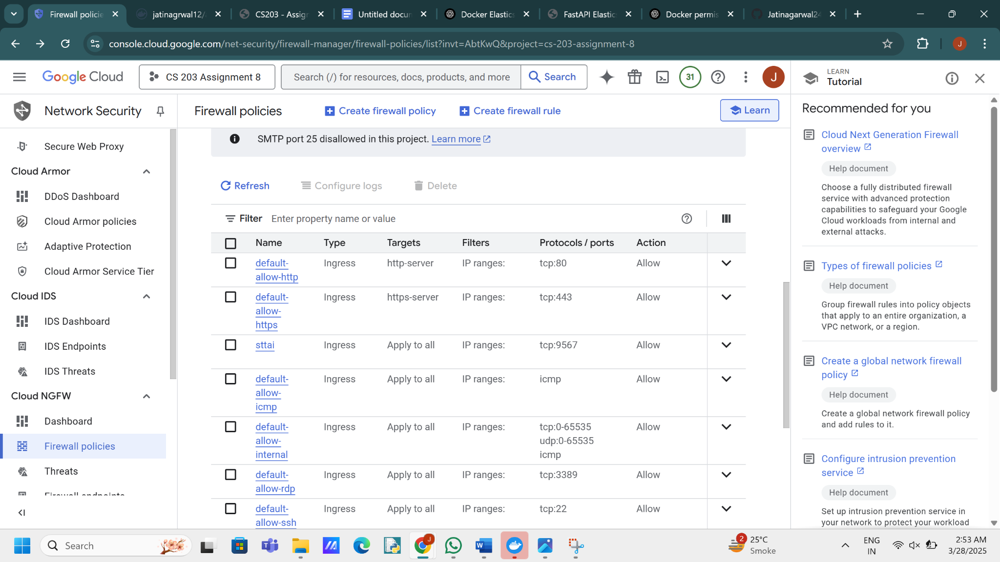 Firewall policie
jatinagrwal12/
CS203 - Assign
Untitled docun
Docker Elastics
FastAPI Elastic
Docker permis
Jatinagarwal24
console.cloud.google.com/net-security/firewall-manager/firewall-policies/list?invt=AbtKwQ&project=cs-203-assignment-8
J
Google Cloud
CS 203 Assignment 8
Search (/) for resources, docs, products, and more
Search
31
J
LEARN
Tutorial
Network Security
Firewall policies
Create firewall policy
Create firewall rule
Learn
Secure Web Proxy
Cloud Armor
DDoS Dashboard
Cloud Armor policies
Adaptive Protection
Cloud Armor Service Tier
Cloud IDS
IDS Dashboard
IDS Endpoints
IDS Threats
Cloud NGFW
Dashboard
Firewall policies
Threats
Firewall endpoints
SMTP port 25 disallowed in this project. Learn more
Refresh
Configure logs
Delete
Filter Enter property name or value
Name Type Targets Filters Protocols / ports Action
default- Ingress http-server IP ranges: tcp:80 Allow
allow-http
default- Ingress https-server IP ranges: tcp:443 Allow
allow-
https
sttai Ingress Apply to all IP ranges: tcp:9567 Allow
default- Ingress Apply to all IP ranges: icmp Allow
allow-
icmp
default- Ingress Apply to all IP ranges: tcp:0-65535 Allow
allow- udp:0-65535
internal icmp
default- Ingress Apply to all IP ranges: tcp:3389 Allow
allow-rdp
default- Ingress Apply to all IP ranges: tcp:22 Allow
allow-ssh
Recommended for you
Cloud Next Generation Firewall
overview
Help document
Choose a fully distributed firewall
service with advanced protection
capabilities to safeguard your Google
Cloud workloads from internal and
external attacks.
Types of firewall policies
Help document
Group firewall rules into policy objects
that apply to an entire organization, a
VPC network, or a region.
Create a global network firewall
policy
Help document
Create a global network firewall policy
and add rules to it.
Configure intrusion prevention
service
Help document
Set up intrusion prevention service in
your network to protect your workload
Search
J
2
25°C
Smoke
ENG
IN
2:53 AM
3/28/2025